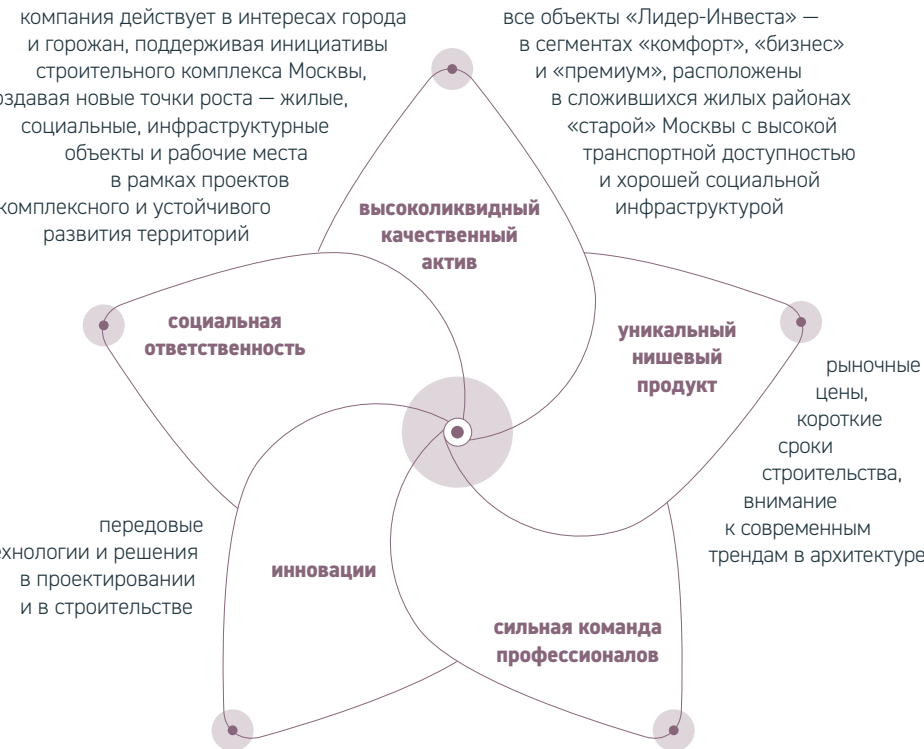 компания действует в интересах города
и горожан, поддерживая инициативы
строительного комплекса Москвы,
создавая новые точки роста — жилые,
социальные, инфраструктурные
объекты и рабочие места
в рамках проектов
комплексного и устойчивого
развития территорий
все объекты «Лидер-Инвеста» —
в сегментах «комфорт», «бизнес»
и «премиум», расположены
в сложившихся жилых районах
«старой» Москвы с высокой
транспортной доступностью
и хорошей социальной
инфраструктурой
высоколиквидный
качественный
актив
социальная
ответственность
уникальный
нишевый
продукт
рыночные
цены,
короткие
сроки
строительства,
внимание
к современным
трендам в архитектуре
передовые
технологии и решения
в проектировании
и в строительстве
инновации
сильная команда
профессионалов